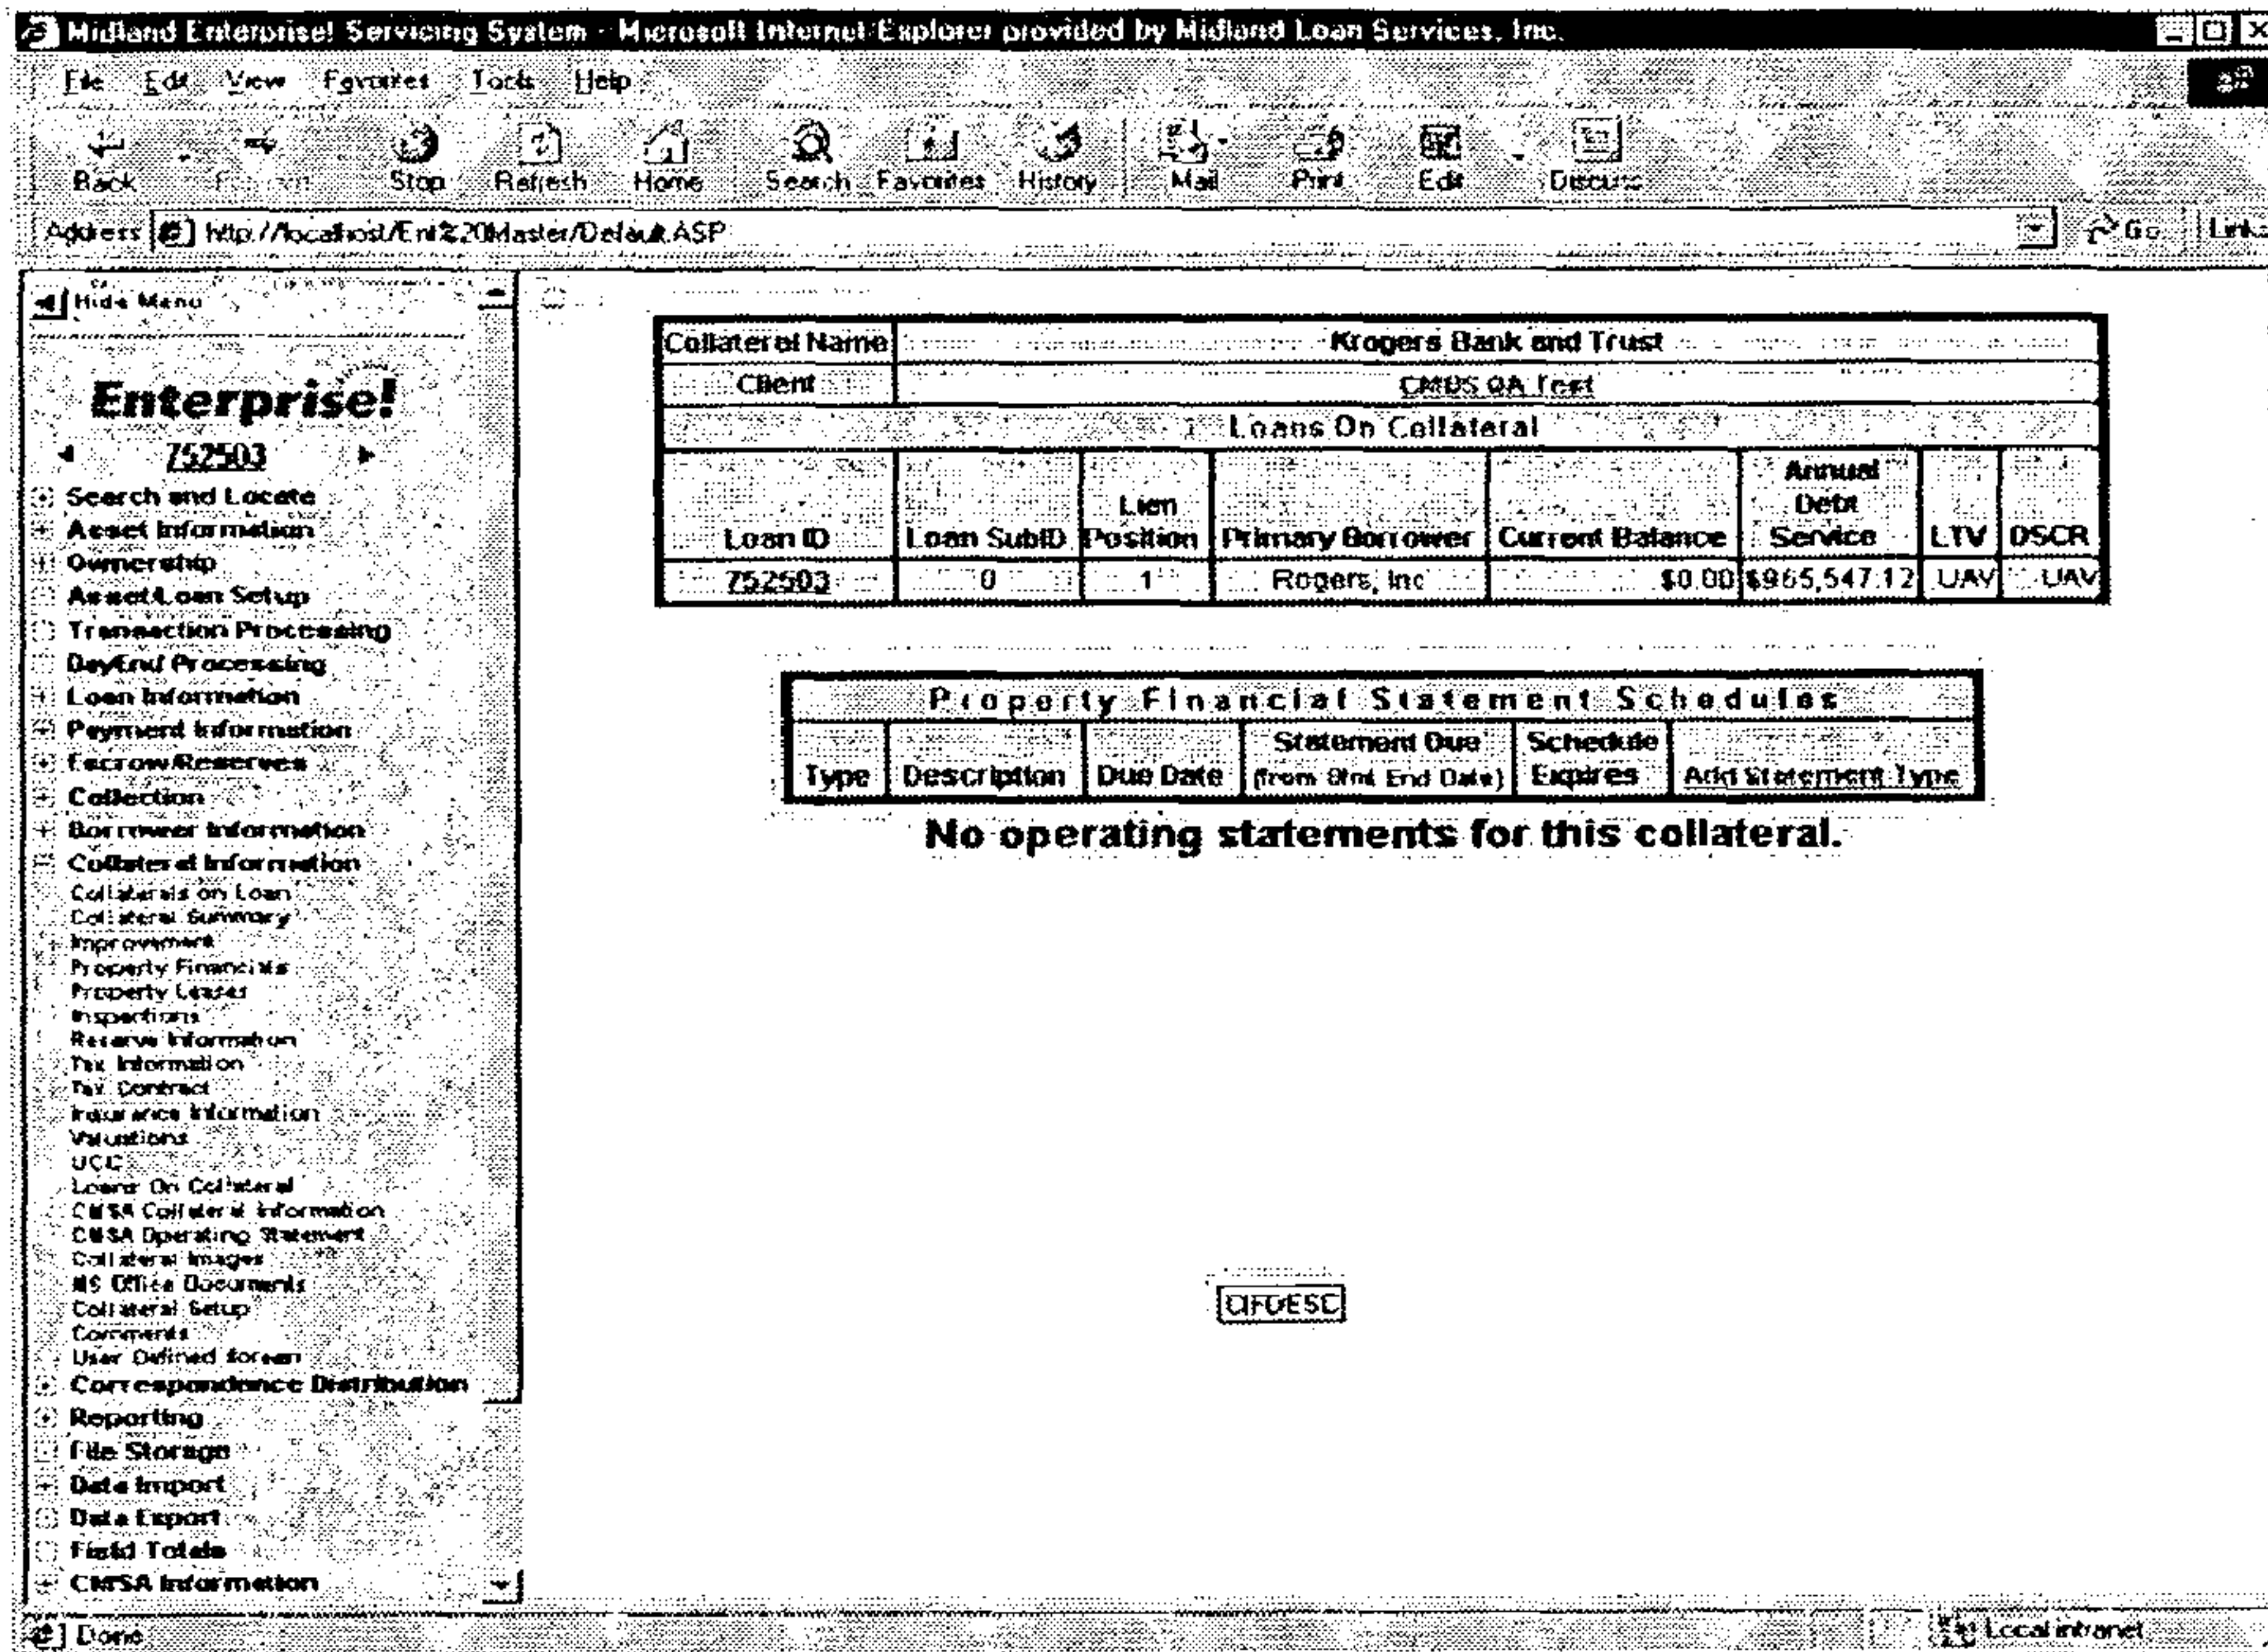 Midland Enterprise! Servicing System - Microsoft Internet Explorer provided by Midland Loan Services, Inc.
File Edit View Favorites Tools Help
Back Forward Stop Refresh Home Search Favorites History Mail Print Edit Discuss
Address http://localhost/Ent%20Master/Default.ASP Go Links
Hide Menu
Enterprise!
752503
Search and Locate
Asset Information
Ownership
Asset/Loan Setup
Transaction Processing
DayEnd Processing
Loan Information
Payment Information
Escrow/Reserves
Collection
Borrower Information
Collateral Information
Collaterals on Loan
Collateral Summary
Improvement
Property Financials
Property Leases
Inspections
Reserve Information
Tax Information
Tax Contract
Insurance Information
Valuations
UCC
Loans On Collateral
CMSA Collateral Information
CMSA Operating Statement
Collateral Images
MS Office Documents
Collateral Setup
Comments
User Defined Screen
Correspondence Distribution
Reporting
File Storage
Data Import
Data Export
Field Totals
CMSA Information
Collateral Name Krogers Bank and Trust
Client CMBS QA Test
Loans On Collateral
Loan ID Loan SubID Lien Position Primary Borrower Current Balance Annual Debt Service LTV DSCR
752503 0 1 Rogers, Inc $0.00 $965,547.12 UAV UAV
Property Financial Statement Schedules
Type Description Due Date Statement Due (from Stmt End Date) Schedule Expires Add Statement Type
No operating statements for this collateral.
Done Local intranet